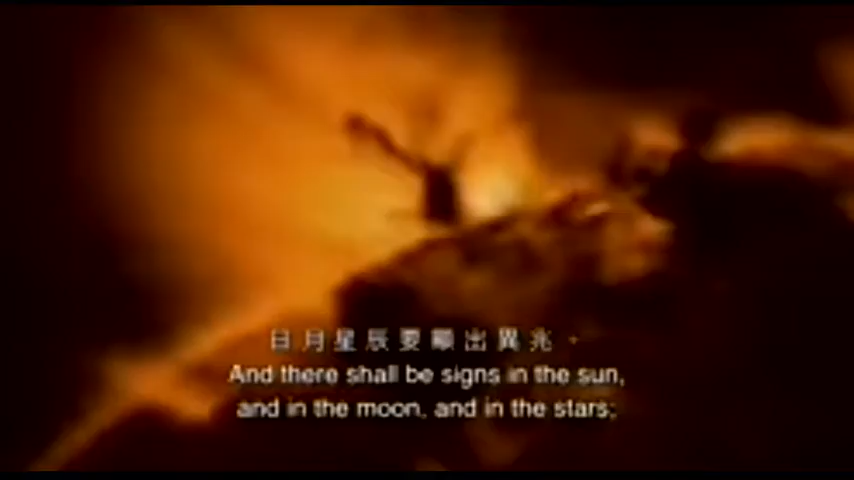 日月星辰要顯出異兆，
And there shall be signs in the sun,
and in the moon, and in the stars;